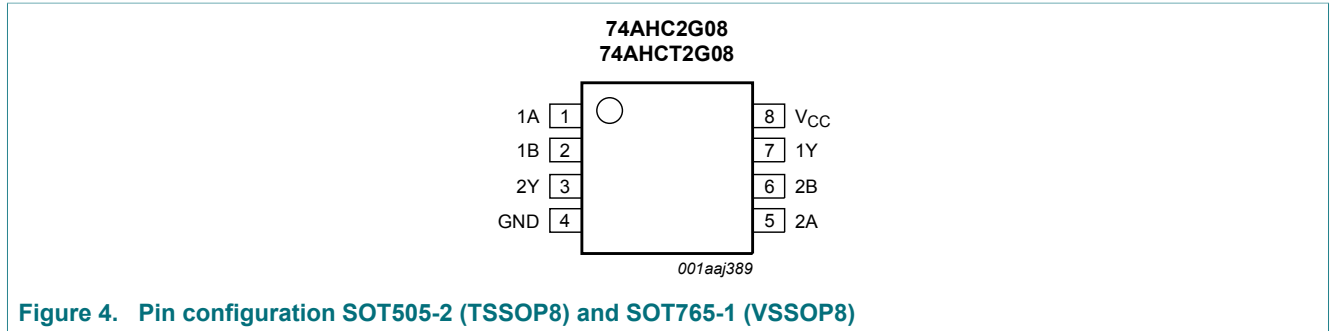 74AHC2G08
74AHCT2G08
1A 1 8 VCC
1B 2 7 1Y
2Y 3 6 2B
GND 4 5 2A
001aaj389
Figure 4. Pin configuration SOT505-2 (TSSOP8) and SOT765-1 (VSSOP8)